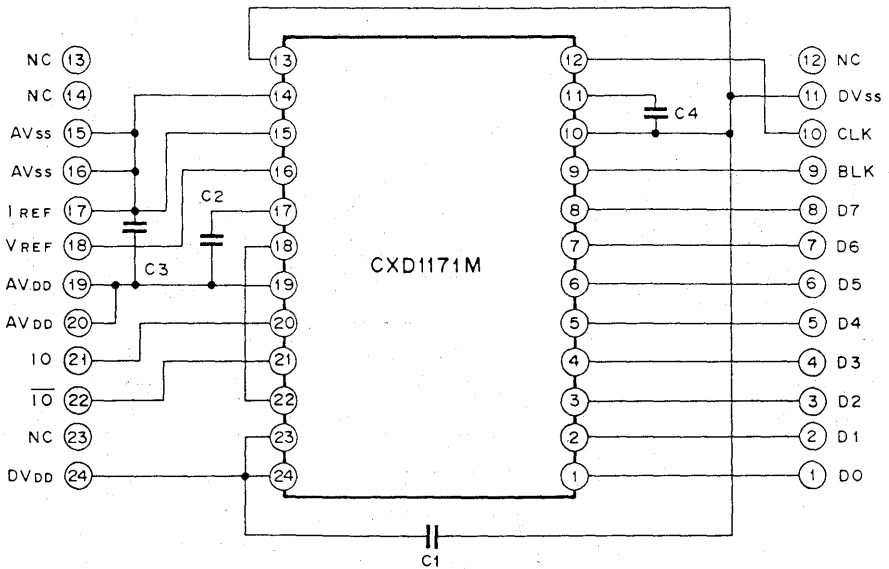 NC 13
NC 14
AVss 15
AVss 16
IREF 17
VREF 18
AVDD 19
AVDD 20
IO 21
IO 22
NC 23
DVDD 24
C3
C2
13
14
15
16
17
18
19
20
21
22
23
24
CXD1171M
12
11
10
9
8
7
6
5
4
3
2
1
C4
12 NC
11 DVss
10 CLK
9 BLK
8 D7
7 D6
6 D5
5 D4
4 D3
3 D2
2 D1
1 D0
C1